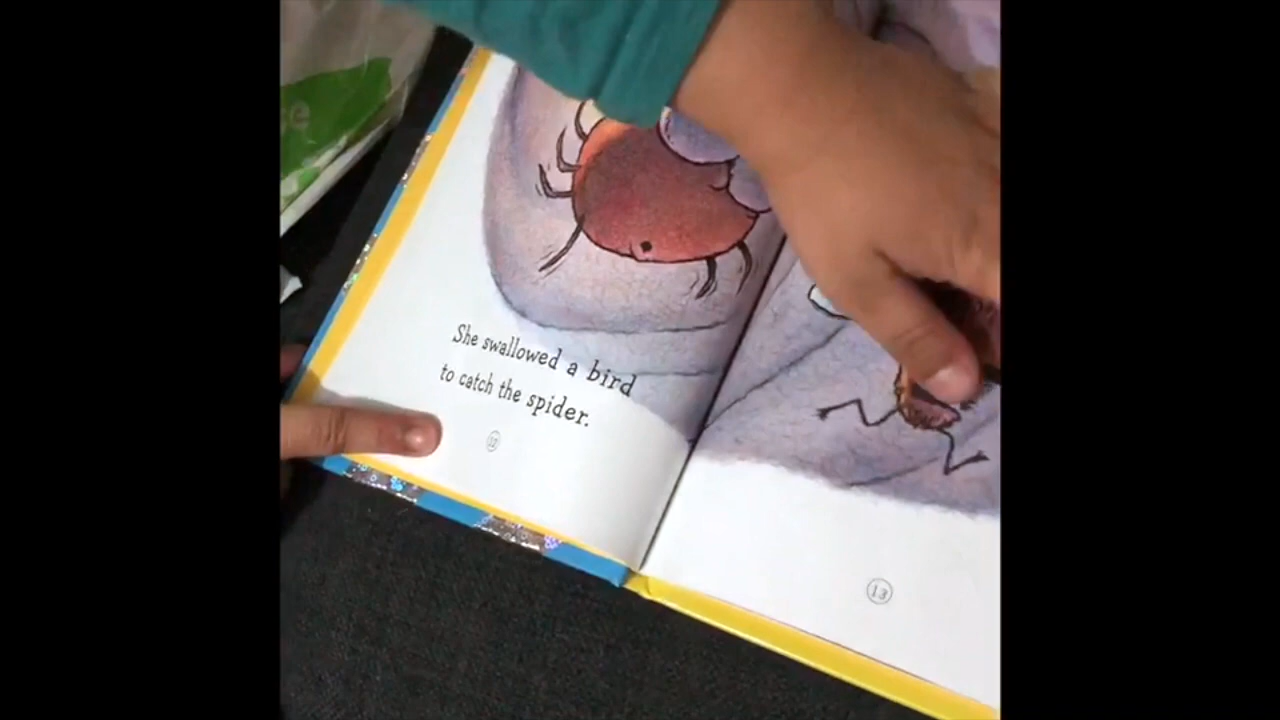 She swallowed a bird
to catch the spider.
12
13